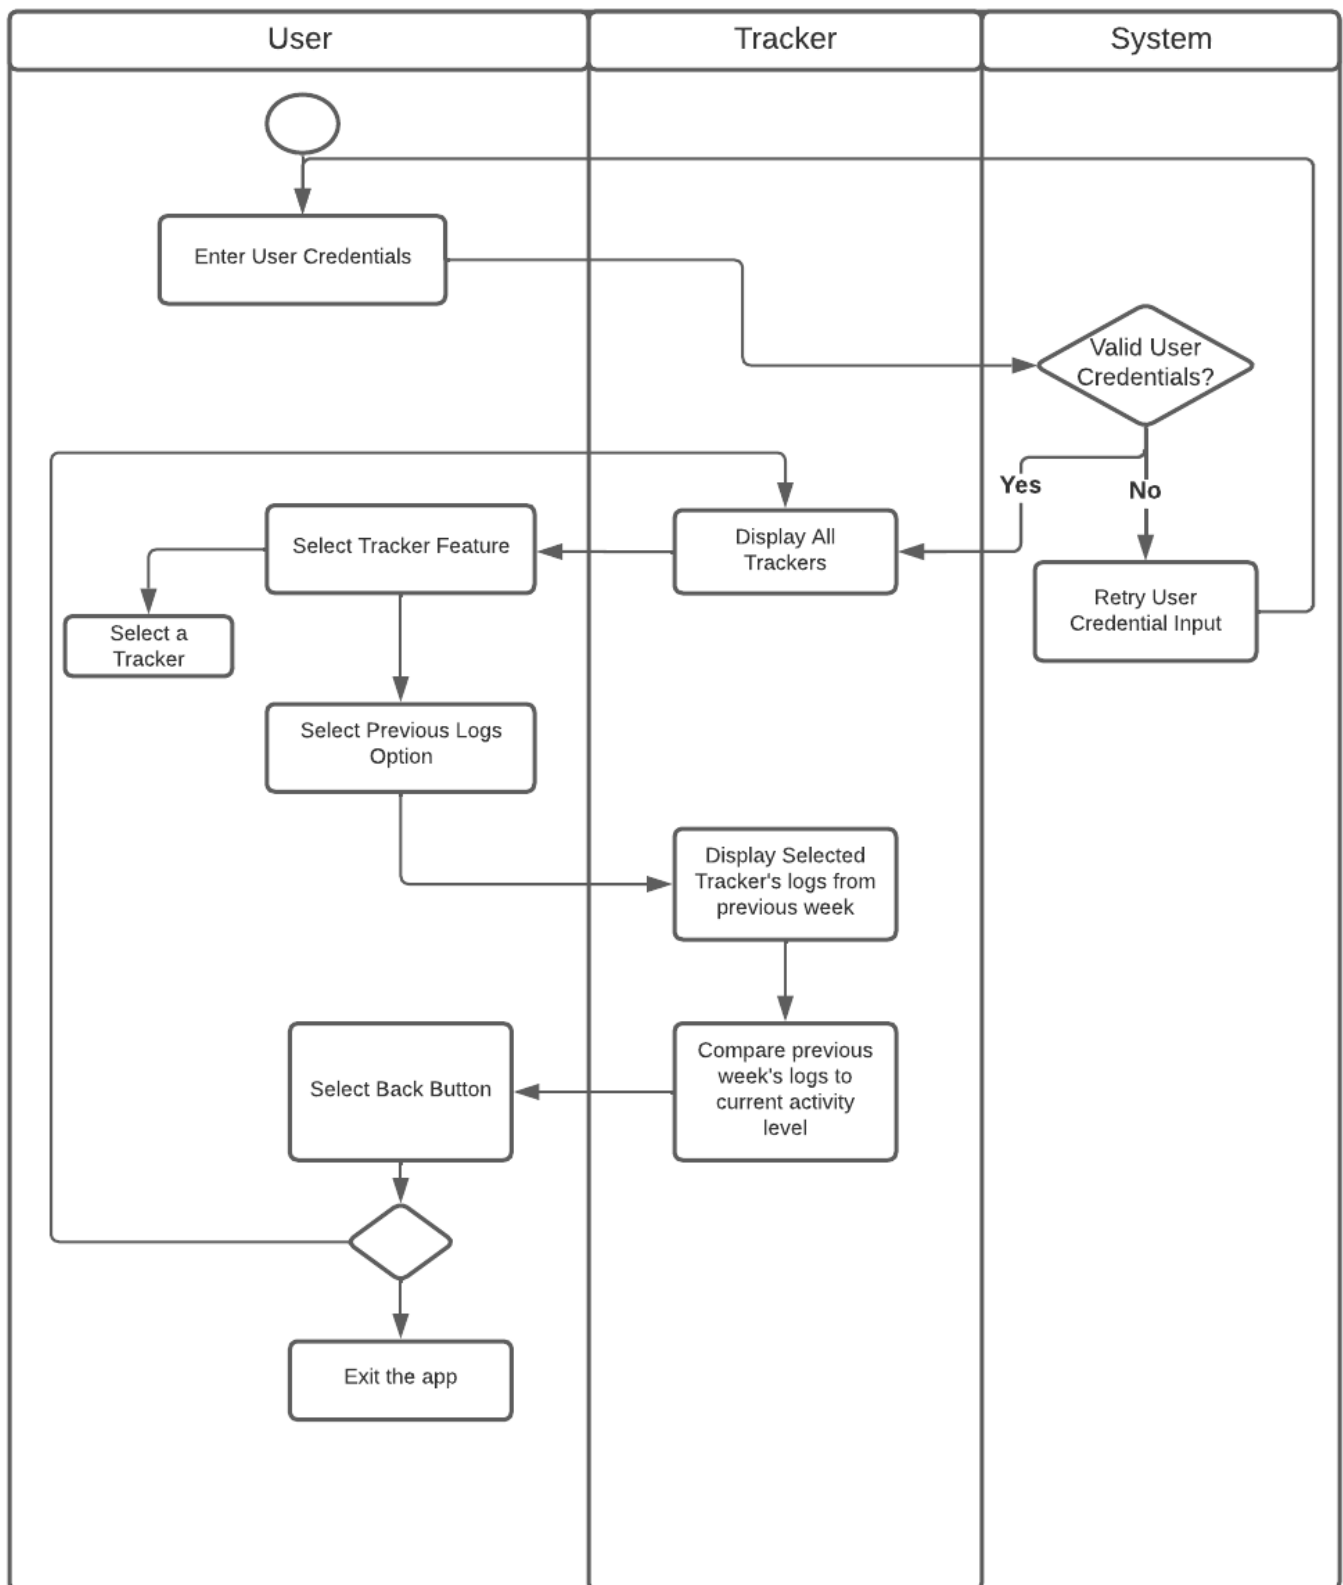 User
Tracker
System
Enter User Credentials
Valid User
Credentials?
Yes
No
Select Tracker Feature
Display All
Trackers
Retry User
Credential Input
Select a
Tracker
Select Previous Logs
Option
Display Selected
Tracker's logs from
previous week
Compare previous
week's logs to
current activity
level
Select Back Button
Exit the app